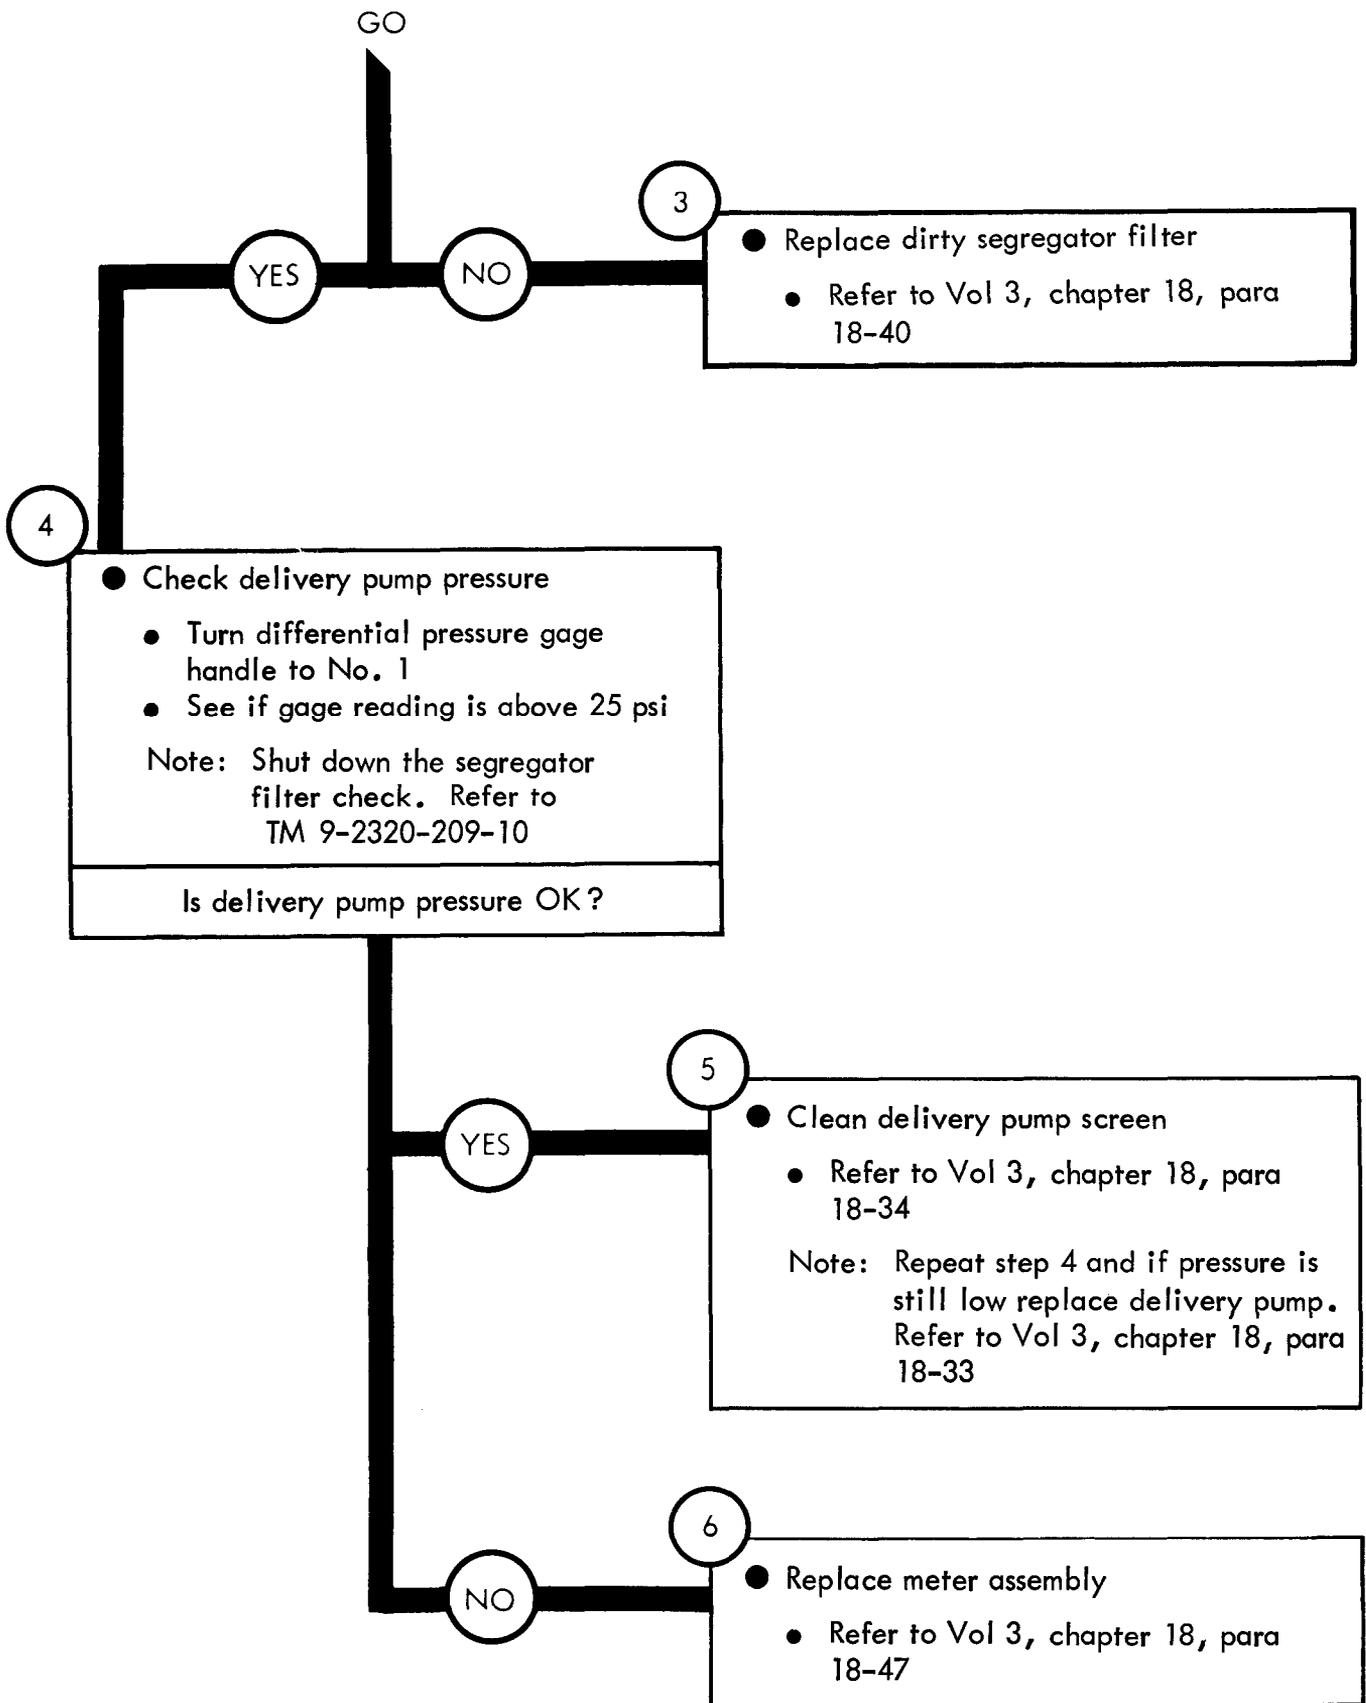 GO
YES
NO
3
● Replace dirty segregator filter
● Refer to Vol 3, chapter 18, para
18-40
4
● Check delivery pump pressure
● Turn differential pressure gage
handle to No. 1
● See if gage reading is above 25 psi
Note: Shut down the segregator
filter check. Refer to
TM 9-2320-209-10
Is delivery pump pressure OK?
YES
5
● Clean delivery pump screen
● Refer to Vol 3, chapter 18, para
18-34
Note: Repeat step 4 and if pressure is
still low replace delivery pump.
Refer to Vol 3, chapter 18, para
18-33
NO
6
● Replace meter assembly
● Refer to Vol 3, chapter 18, para
18-47